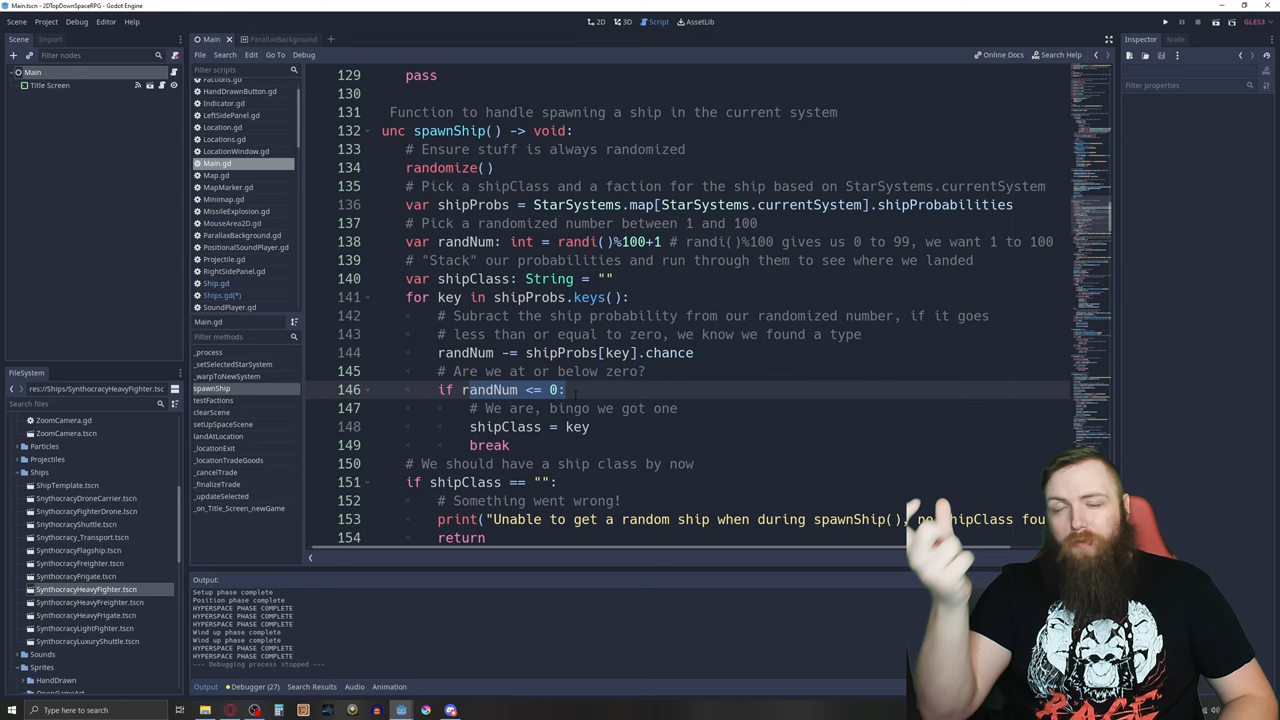 Main.tscn - 2DTopDownSpaceRPG - Godot Engine
Scene Project Debug Editor Help
2D 3D Script AssetLib
GLES3
Scene Import
Filter nodes
Main
Title Screen
FileSystem
res://Ships/SynthocracyHeavyFighter.tsc
Search files
ZoomCamera.gd
ZoomCamera.tscn
Particles
Projectiles
Ships
ShipTemplate.tscn
SnythocracyDroneCarrier.tscn
SnythocracyFighterDrone.tscn
SynthocracyShuttle.tscn
Synthocracy_Transport.tscn
SynthocracyFlagship.tscn
SynthocracyFreighter.tscn
SynthocracyFrigate.tscn
SynthocracyHeavyFighter.tscn
SynthocracyHeavyFreighter.tscn
SynthocracyHeavyFrigate.tscn
SynthocracyLightFighter.tscn
SynthocracyLuxuryShuttle.tscn
Sounds
Sprites
HandDrawn
OpenGameArt
Main ParallaxBackground
File Search Edit Go To Debug
Online Docs Search Help
Filter scripts
Factions.gd
HandDrawnButton.gd
Indicator.gd
LeftSidePanel.gd
Location.gd
Locations.gd
LocationWindow.gd
Main.gd
Map.gd
MapMarker.gd
Minimap.gd
MissileExplosion.gd
MouseArea2D.gd
ParallaxBackground.gd
PositionalSoundPlayer.gd
Projectile.gd
RightSidePanel.gd
Ship.gd
Ships.gd(*)
SoundPlayer.gd
Main.gd
Filter methods
_process
_setSelectedStarSystem
_warpToNewSystem
spawnShip
testFactions
clearScene
setUpSpaceScene
landAtLocation
_locationExit
_locationTradeGoods
_cancelTrade
_finalizeTrade
_updateSelected
_on_Title_Screen_newGame
129 pass
130
131 Function to handle spawning a ship in the current system
132 unc spawnShip() -> void:
133 # Ensure stuff is always randomized
134 randomize()
135 # Pick a shipClass and a faction for the ship based on StarSystems.currentSystem
136 var shipProbs = StarSystems.map[StarSystems.currentSystem].shipProbabilities
137 # Pick a randomized number between 1 and 100
138 var randNum: int = randi()%100+1 # randi()%100 gives us 0 to 99, we want 1 to 100
139 # "Stack" our probabilities and run through them to see where we landed
140 var shipClass: String = ""
141 for key in shipProbs.keys():
142 # Subtract the ship probability from our randomized number, if it goes
143 # less than or equal to zero, we know we found a type
144 randNum -= shipProbs[key].chance
145 # Are we at or below zero?
146 if randNum <= 0:
147 # We are, bingo we got one
148 shipClass = key
149 break
150 # We should have a ship class by now
151 if shipClass == "":
152 # Something went wrong!
153 print("Unable to get a random ship when during spawnShip(), no shipClass fou
154 return
Output:
Setup phase complete
Position phase complete
HYPERSPACE PHASE COMPLETE
HYPERSPACE PHASE COMPLETE
HYPERSPACE PHASE COMPLETE
Wind up phase complete
Wind up phase complete
HYPERSPACE PHASE COMPLETE
HYPERSPACE PHASE COMPLETE
--- Debugging process stopped ---
Output Debugger (27) Search Results Audio Animation
Inspector Node
Filter properties
RAGE
Type here to search